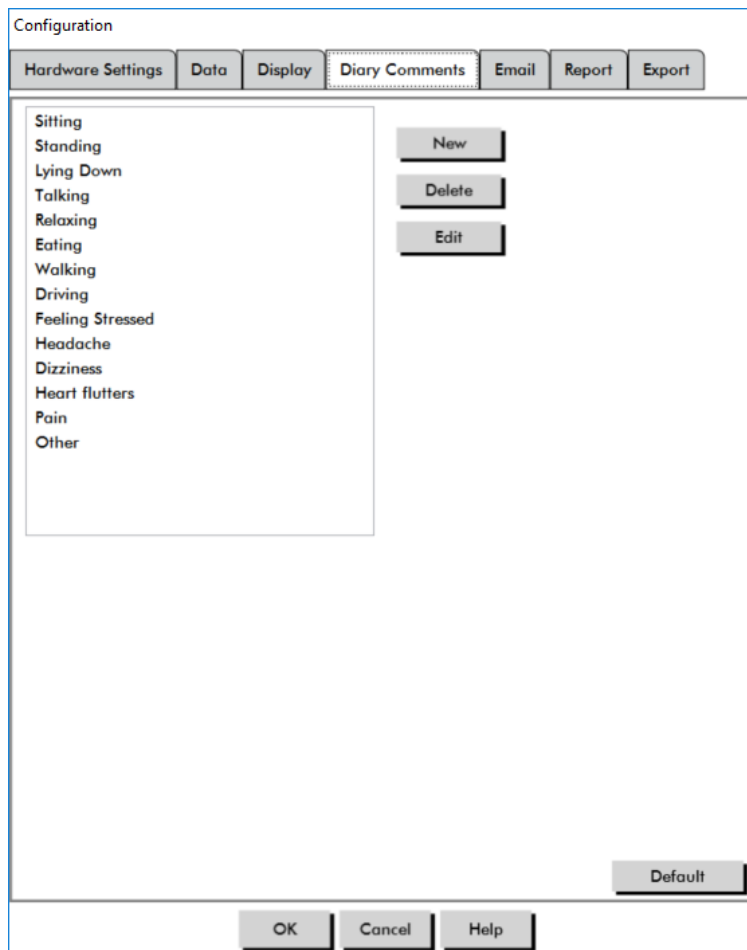 Configuration
Hardware Settings Data Display Diary Comments Email Report Export
Sitting
Standing
Lying Down
Talking
Relaxing
Eating
Walking
Driving
Feeling Stressed
Headache
Dizziness
Heart flutters
Pain
Other
New
Delete
Edit
Default
OK Cancel Help